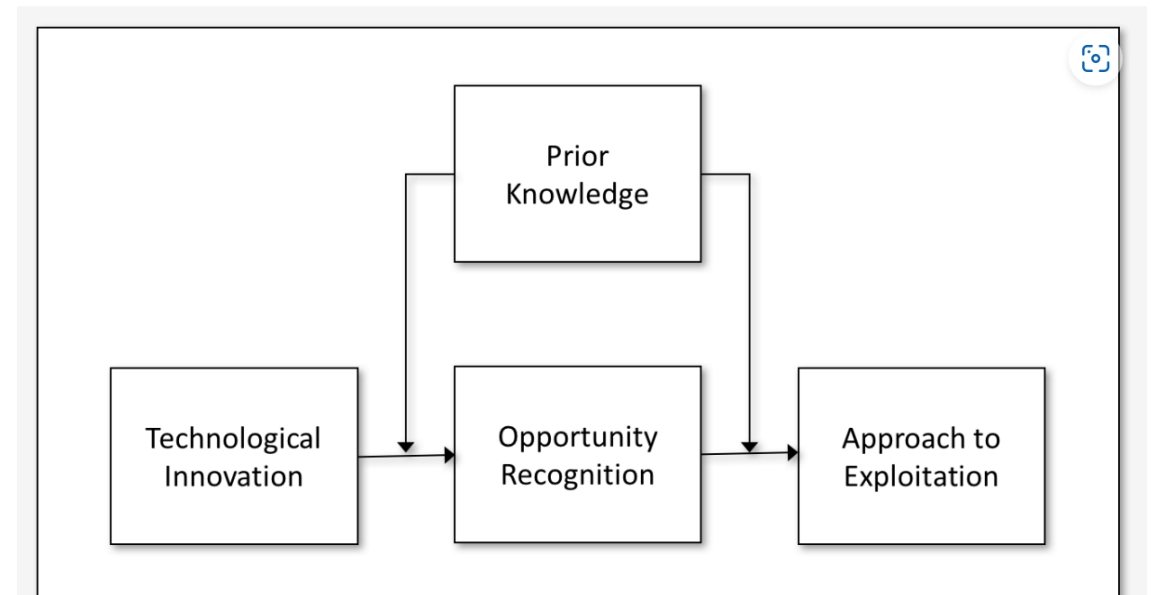 Prior
Knowledge
Technological
Innovation
Opportunity
Recognition
Approach to
Exploitation